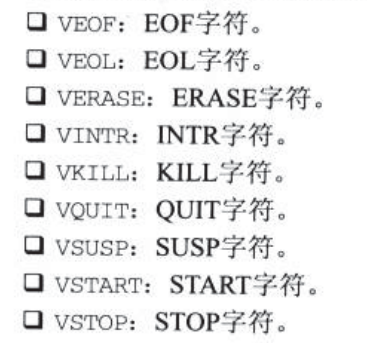 ❑ VEOF: EOF字符。
❑ VEOL: EOL字符。
❑ VERASE: ERASE字符。
❑ VINTR: INTR字符。
❑ VKILL: KILL字符。
❑ VQUIT: QUIT字符。
❑ VSUSP: SUSP字符。
❑ VSTART: START字符。
❑ VSTOP: STOP字符。